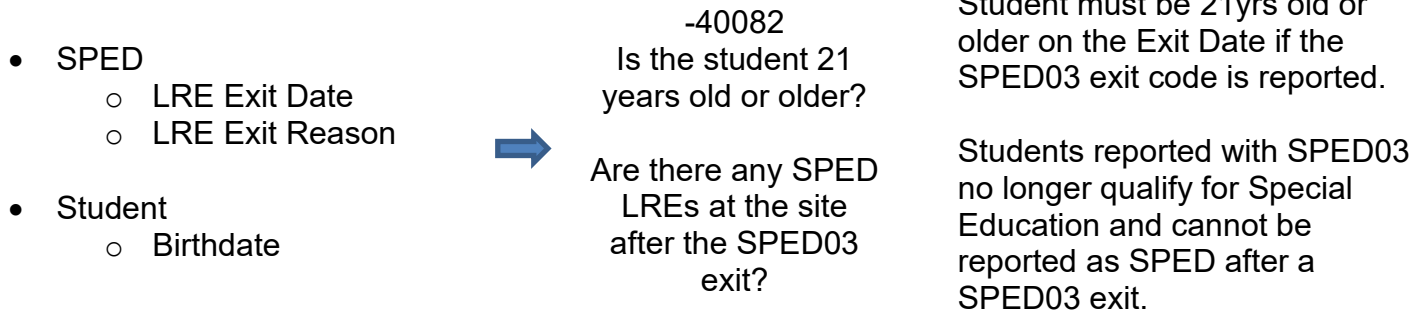 • SPED
o LRE Exit Date
o LRE Exit Reason
• Student
o Birthdate
-40082
Is the student 21
years old or older?
Are there any SPED
LREs at the site
after the SPED03
exit?
Student must be 21yrs old or
older on the Exit Date if the
SPED03 exit code is reported.
Students reported with SPED03
no longer qualify for Special
Education and cannot be
reported as SPED after a
SPED03 exit.